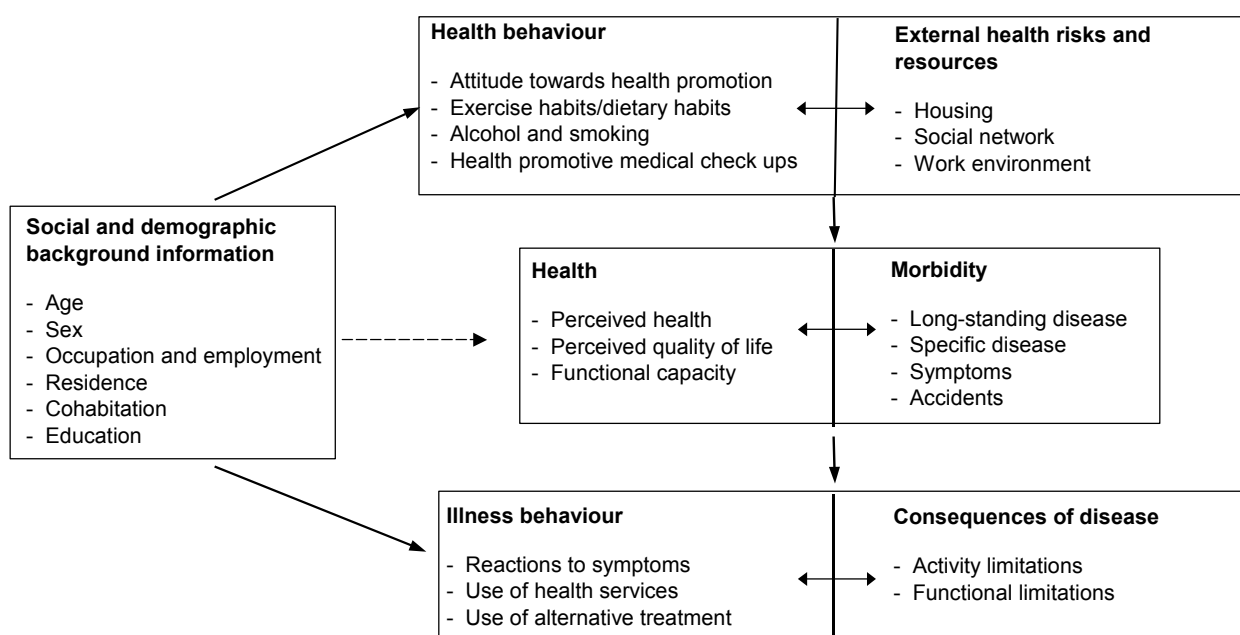 Health behaviour
- Attitude towards health promotion
- Exercise habits/dietary habits
- Alcohol and smoking
- Health promotive medical check ups
External health risks and
resources
- Housing
- Social network
- Work environment
Social and demographic
background information
- Age
- Sex
- Occupation and employment
- Residence
- Cohabitation
- Education
Health
- Perceived health
- Perceived quality of life
- Functional capacity
Morbidity
- Long-standing disease
- Specific disease
- Symptoms
- Accidents
Illness behaviour
- Reactions to symptoms
- Use of health services
- Use of alternative treatment
Consequences of disease
- Activity limitations
- Functional limitations